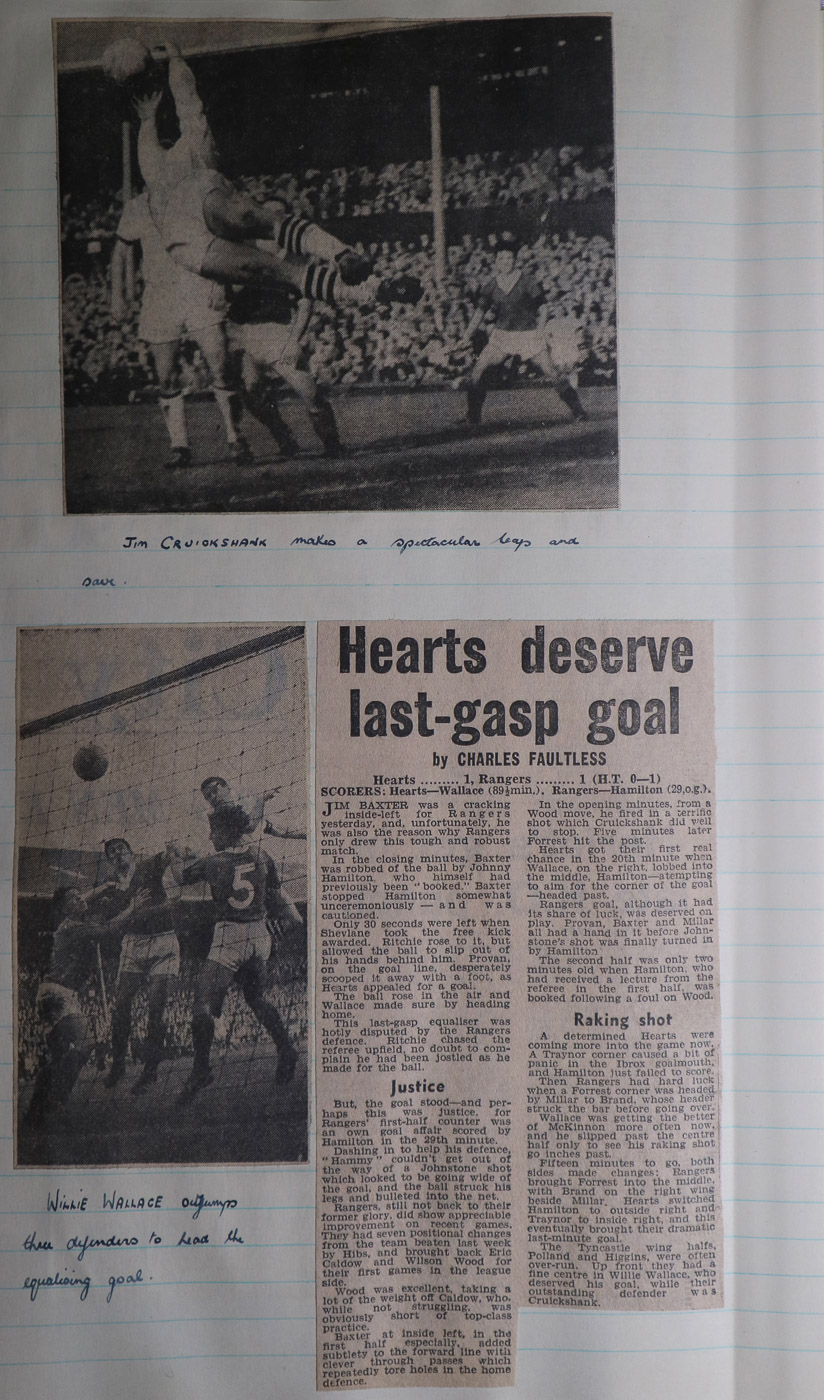 JIM CRUICKSHANK makes a spectacular leap and
save.
5
WILLIE WALLACE outjumps
three defenders to head the
equalising goal.
Hearts deserve
last-gasp goal
by CHARLES FAULTLESS
Hearts ......... 1, Rangers ......... 1 (H.T. 0—1)
SCORERS: Hearts—Wallace (89½min.), Rangers—Hamilton (29,o.g.).
JIM BAXTER was a cracking
inside-left for Rangers
yesterday, and, unfortunately, he
was also the reason why Rangers
only drew this tough and robust
match.
In the closing minutes, Baxter
was robbed of the ball by Johnny
Hamilton, who himself had
previously been "booked." Baxter
stopped Hamilton somewhat
unceremoniously — and was
cautioned.
Only 30 seconds were left when
Shevlane took the free kick
awarded. Ritchie rose to it, but
allowed the ball to slip out of
his hands behind him. Provan,
on the goal line, desperately
scooped it away with a foot, as
Hearts appealed for a goal.
The ball rose in the air and
Wallace made sure by heading
home.
This last-gasp equaliser was
hotly disputed by the Rangers
defence. Ritchie chased the
referee upfield, no doubt to com-
plain he had been jostled as he
made for the ball.
Justice
But, the goal stood—and per-
haps this was justice, for
Rangers' first-half counter was
an own goal affair scored by
Hamilton in the 29th minute.
Dashing in to help his defence,
"Hammy" couldn't get out of
the way of a Johnstone shot
which looked to be going wide of
the goal, and the ball struck his
legs and bulleted into the net.
Rangers, still not back to their
former glory, did show appreciable
improvement on recent games.
They had seven positional changes
from the team beaten last week
by Hibs, and brought back Eric
Caldow and Wilson Wood for
their first games in the league
side.
Wood was excellent, taking a
lot of the weight off Caldow, who,
while not struggling, was
obviously short of top-class
practice.
Baxter at inside left, in the
first half especially, added
subtlety to the forward line with
clever through passes which
repeatedly tore holes in the home
defence.
In the opening minutes, from a
Wood move, he fired in a terrific
shot which Cruickshank did well
to stop. Five minutes later
Forrest hit the post.
Hearts got their first real
chance in the 20th minute when
Wallace, on the right, lobbed into
the middle, Hamilton—attempting
to aim for the corner of the goal
—headed past.
Rangers goal, although it had
its share of luck, was deserved on
play. Provan, Baxter and Millar
all had a hand in it before John-
stone's shot was finally turned in
by Hamilton
The second half was only two
minutes old when Hamilton, who
had received a lecture from the
referee in the first half, was
booked following a foul on Wood.
Raking shot
A determined Hearts were
coming more into the game now.
A Traynor corner caused a bit of
panic in the Ibrox goalmouth,
and Hamilton just failed to score.
Then Rangers had hard luck
when a Forrest corner was headed
by Millar to Brand, whose header
struck the bar before going over.
Wallace was getting the better
of McKinnon more often now,
and he slipped past the centre
half only to see his raking shot
go inches past.
Fifteen minutes to go, both
sides made changes: Rangers
brought Forrest into the middle,
with Brand on the right wing
beside Millar. Hearts switched
Hamilton to outside right and
Traynor to inside right, and this
eventually brought their dramatic
last-minute goal.
The Tyncastle wing halfs,
Polland and Higgins, were often
over-run. Up front they had a
fine centre in Willie Wallace, who
deserved his goal, while their
outstanding defender was
Cruickshank.